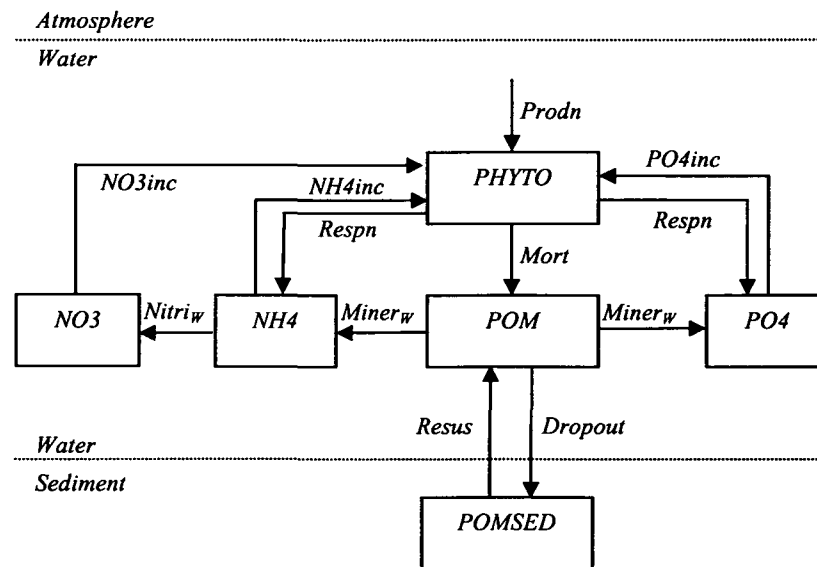 Atmosphere
Water
Prodn
PHYTO
NO3inc
NH4inc
PO4inc
Respn
Respn
Mort
NO3
NitriW
NH4
MinerW
POM
MinerW
PO4
Resus
Dropout
Water
Sediment
POMSED